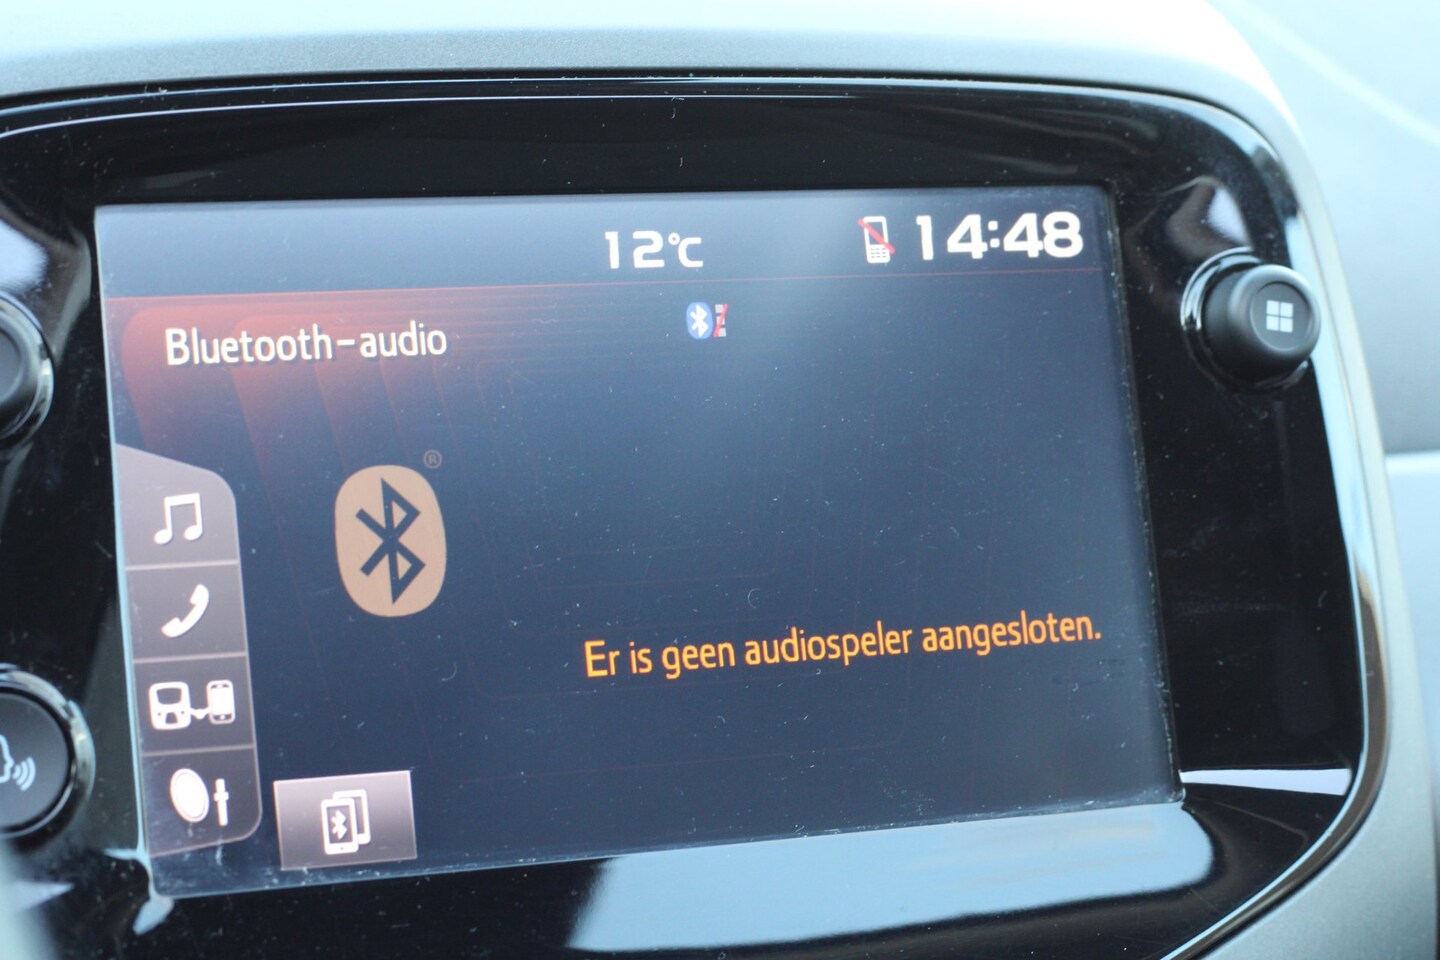 12°C
14:48
Bluetooth-audio
®
Er is geen audiospeler aangesloten.